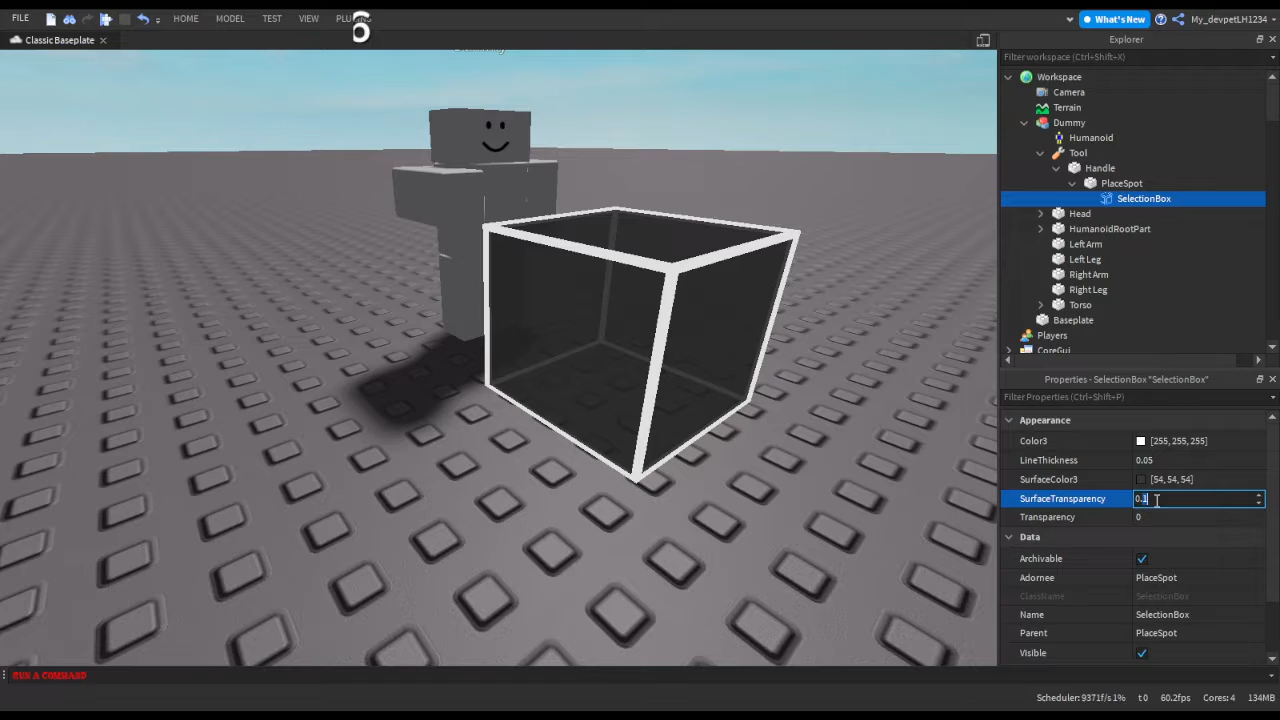 FILE
HOME
MODEL
TEST
VIEW
6
What's New
My_devpetLH1234
Classic Baseplate
Explorer
Filter workspace (Ctrl+Shift+X)
Workspace
Camera
Terrain
Dummy
Humanoid
Tool
Handle
PlaceSpot
SelectionBox
Head
HumanoidRootPart
Left Arm
Left Leg
Right Arm
Right Leg
Torso
Baseplate
Players
CoreGui
Properties - SelectionBox "SelectionBox"
Filter Properties (Ctrl+Shift+P)
Appearance
Color3 [255, 255, 255]
LineThickness 0.05
SurfaceColor3 [54, 54, 54]
SurfaceTransparency 0.1
Transparency 0
Data
Archivable
Adornee PlaceSpot
ClassName SelectionBox
Name SelectionBox
Parent PlaceSpot
Visible
RUN A COMMAND
Scheduler: 9371f/s 1% t 0 60.2fps Cores: 4 134MB